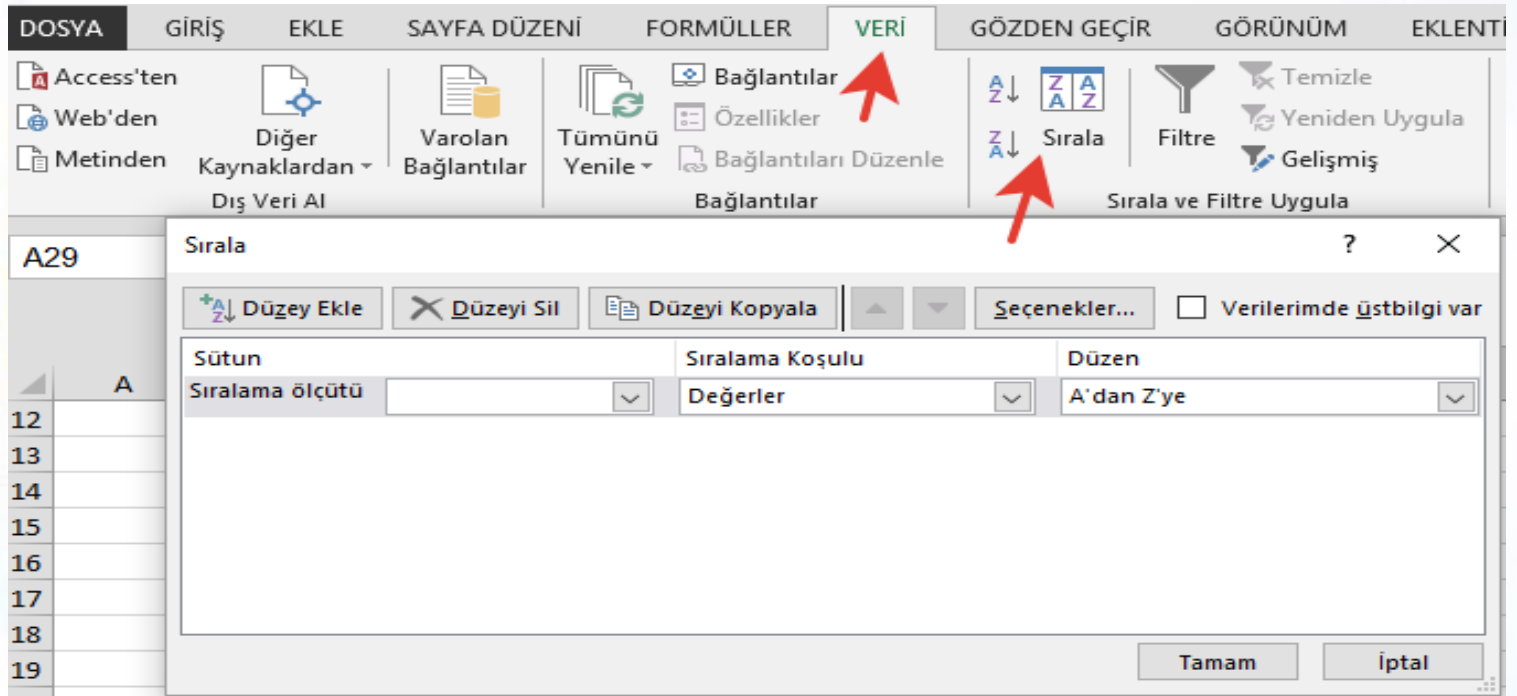 DOSYA GİRİŞ EKLE SAYFA DÜZENİ FORMÜLLER VERİ GÖZDEN GEÇİR GÖRÜNÜM
Access'ten
Web'den
Metinden
Diğer
Kaynaklardan
Varolan
Bağlantılar
Dış Veri Al
Tümünü
Yenile
Bağlantılar
Özellikler
Bağlantıları Düzenle
Bağlantılar
A
Z
Z
A
Z A
A Z
Sırala
Filtre
Temizle
Yeniden Uygula
Gelişmiş
Sırala ve Filtre Uygula
A29
Sırala ?
Düzey Ekle Düzeyi Sil Düzeyi Kopyala Seçenekler... Verilerimde üstbilgi var
Sütun Sıralama Koşulu Düzen
Sıralama ölçütü Değerler A'dan Z'ye
A
12
13
14
15
16
17
18
19
Tamam İptal